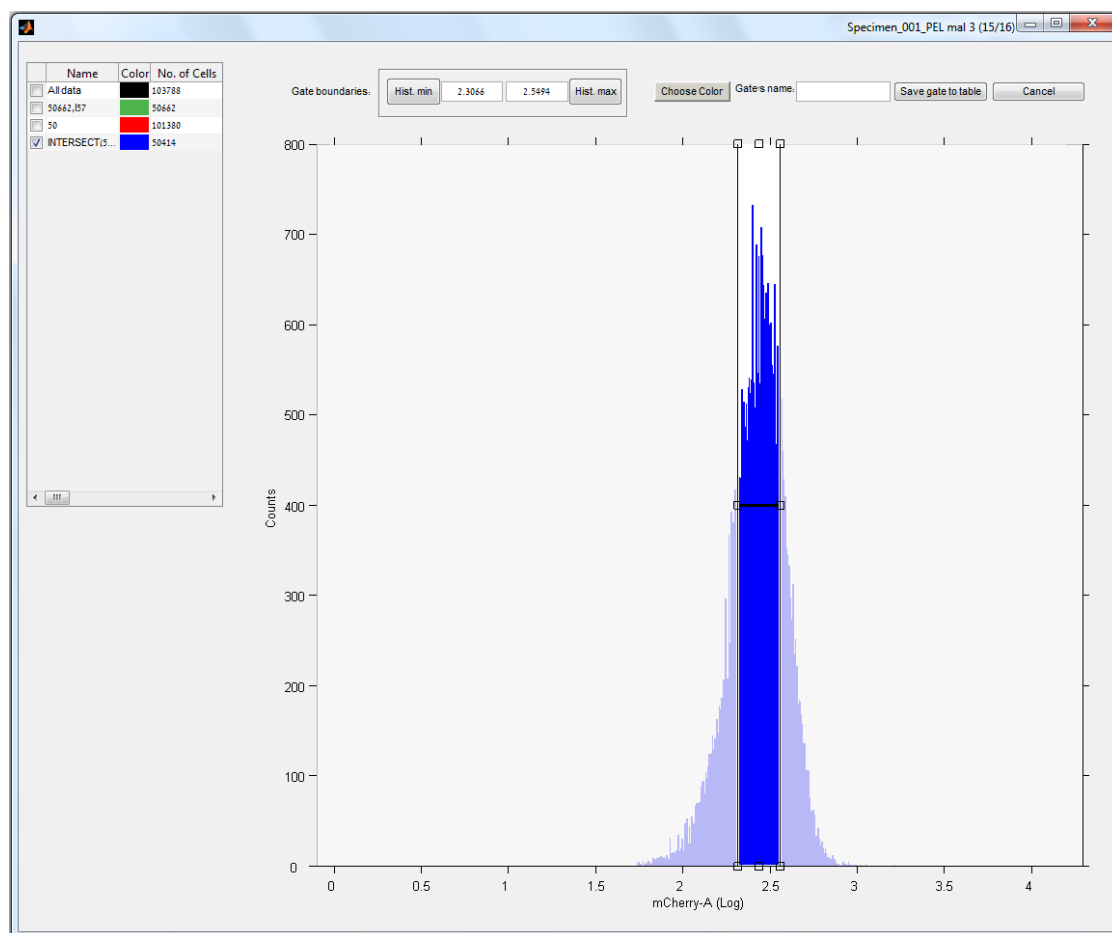 Specimen_001_PEL mal 3 (15/16)
Name Color No. of Cells
All data 103788
50662,I57 50662
50 101380
INTERSECT(5... 50414
Gate boundaries: Hist. min 2.3066 2.5494 Hist. max Choose Color Gate's name: Save gate to table Cancel
800
700
600
500
400
300
200
100
0
Counts
0 0.5 1 1.5 2 2.5 3 3.5 4
mCherry-A (Log)